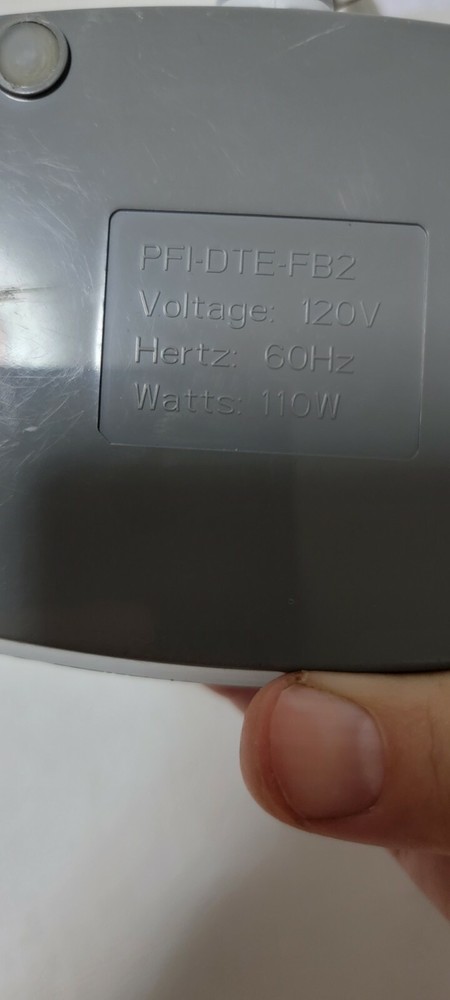 PFI-DTE-FB2
Voltage: 120V
Hertz: 60Hz
Watts: 110W